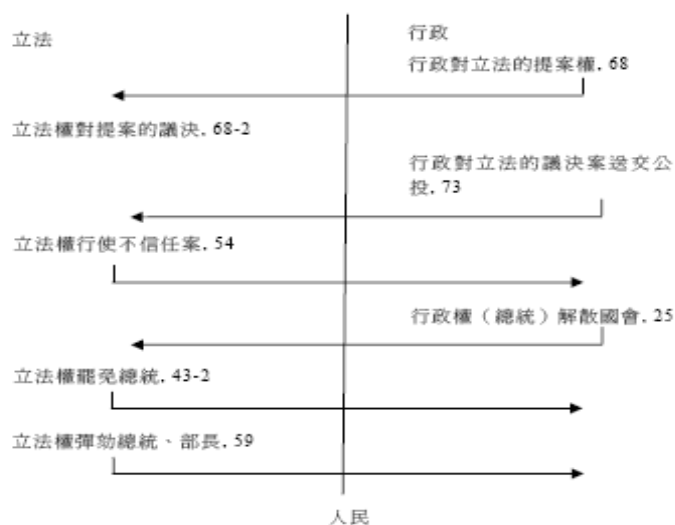 立法
行政
行政對立法的提案權. 68
立法權對提案的議決. 68-2
行政對立法的議決案送交公
投. 73
立法權行使不信任案. 54
行政權（總統）解散國會. 25
立法權罷免總統. 43-2
立法權彈劾總統、部長. 59
人民